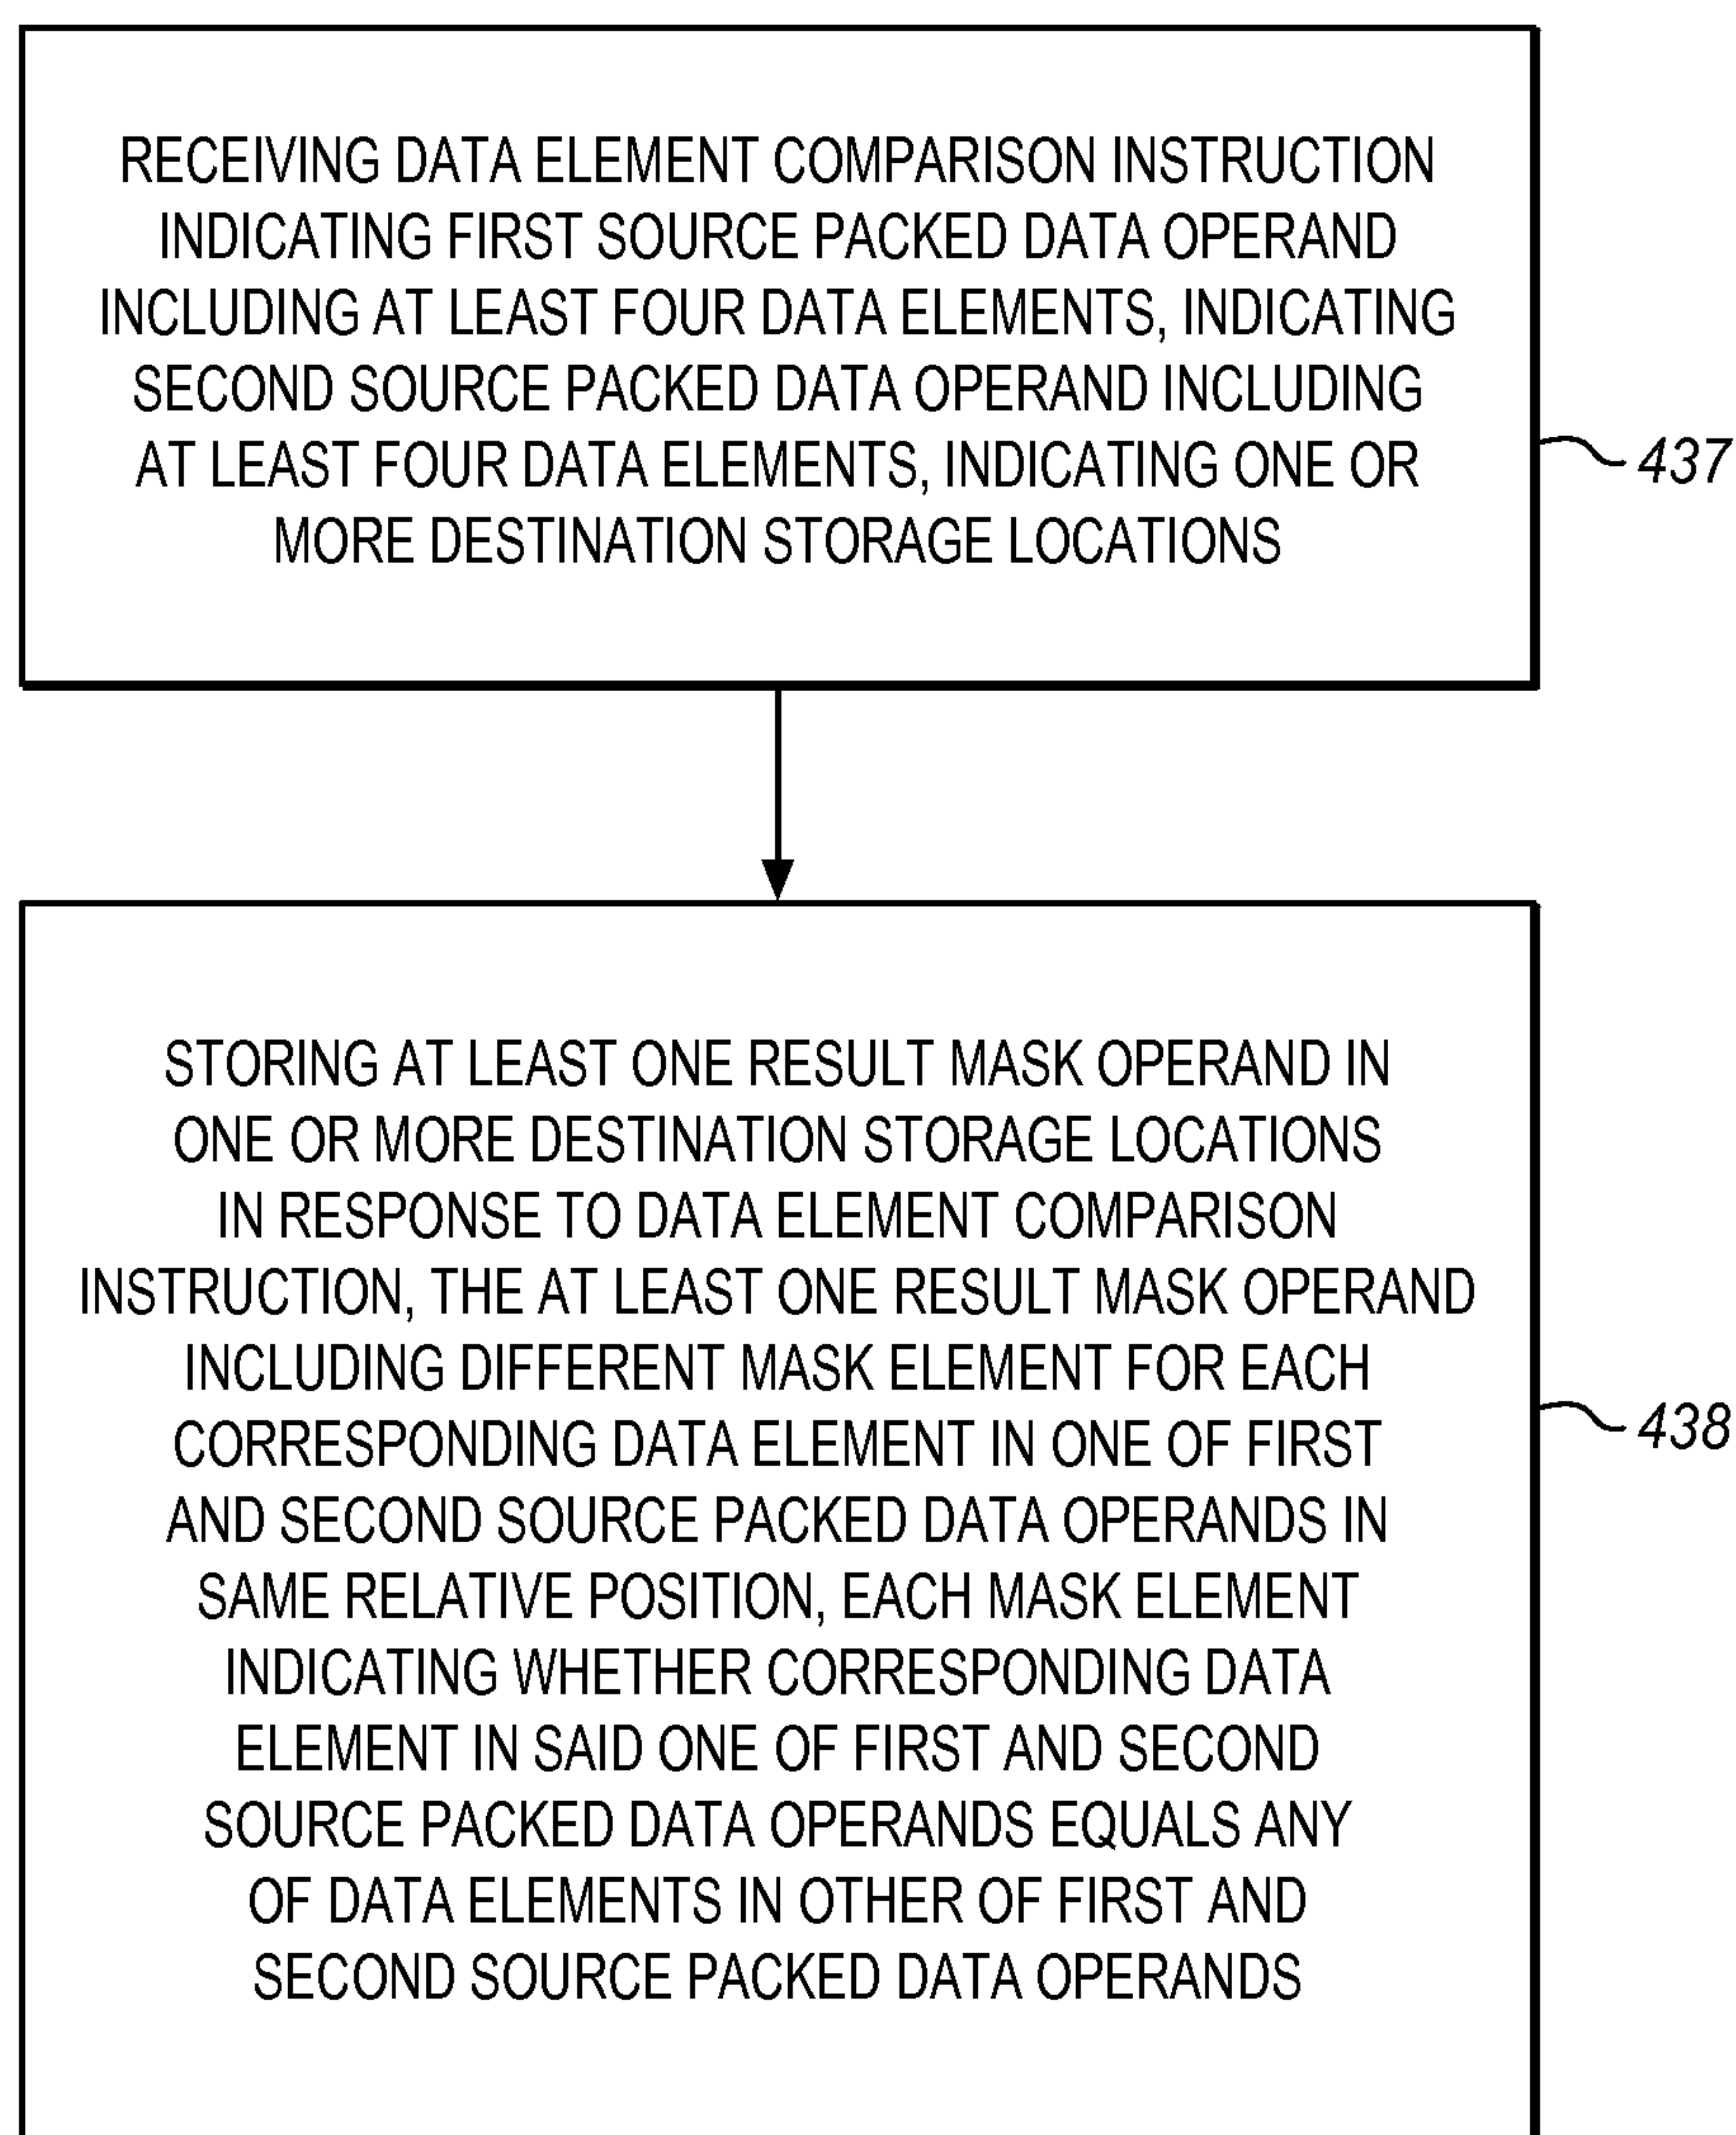 RECEIVING DATA ELEMENT COMPARISON INSTRUCTION
INDICATING FIRST SOURCE PACKED DATA OPERAND
INCLUDING AT LEAST FOUR DATA ELEMENTS, INDICATING
SECOND SOURCE PACKED DATA OPERAND INCLUDING
AT LEAST FOUR DATA ELEMENTS, INDICATING ONE OR
MORE DESTINATION STORAGE LOCATIONS
437
STORING AT LEAST ONE RESULT MASK OPERAND IN
ONE OR MORE DESTINATION STORAGE LOCATIONS
IN RESPONSE TO DATA ELEMENT COMPARISON
INSTRUCTION, THE AT LEAST ONE RESULT MASK OPERAND
INCLUDING DIFFERENT MASK ELEMENT FOR EACH
CORRESPONDING DATA ELEMENT IN ONE OF FIRST
AND SECOND SOURCE PACKED DATA OPERANDS IN
SAME RELATIVE POSITION, EACH MASK ELEMENT
INDICATING WHETHER CORRESPONDING DATA
ELEMENT IN SAID ONE OF FIRST AND SECOND
SOURCE PACKED DATA OPERANDS EQUALS ANY
OF DATA ELEMENTS IN OTHER OF FIRST AND
SECOND SOURCE PACKED DATA OPERANDS
438